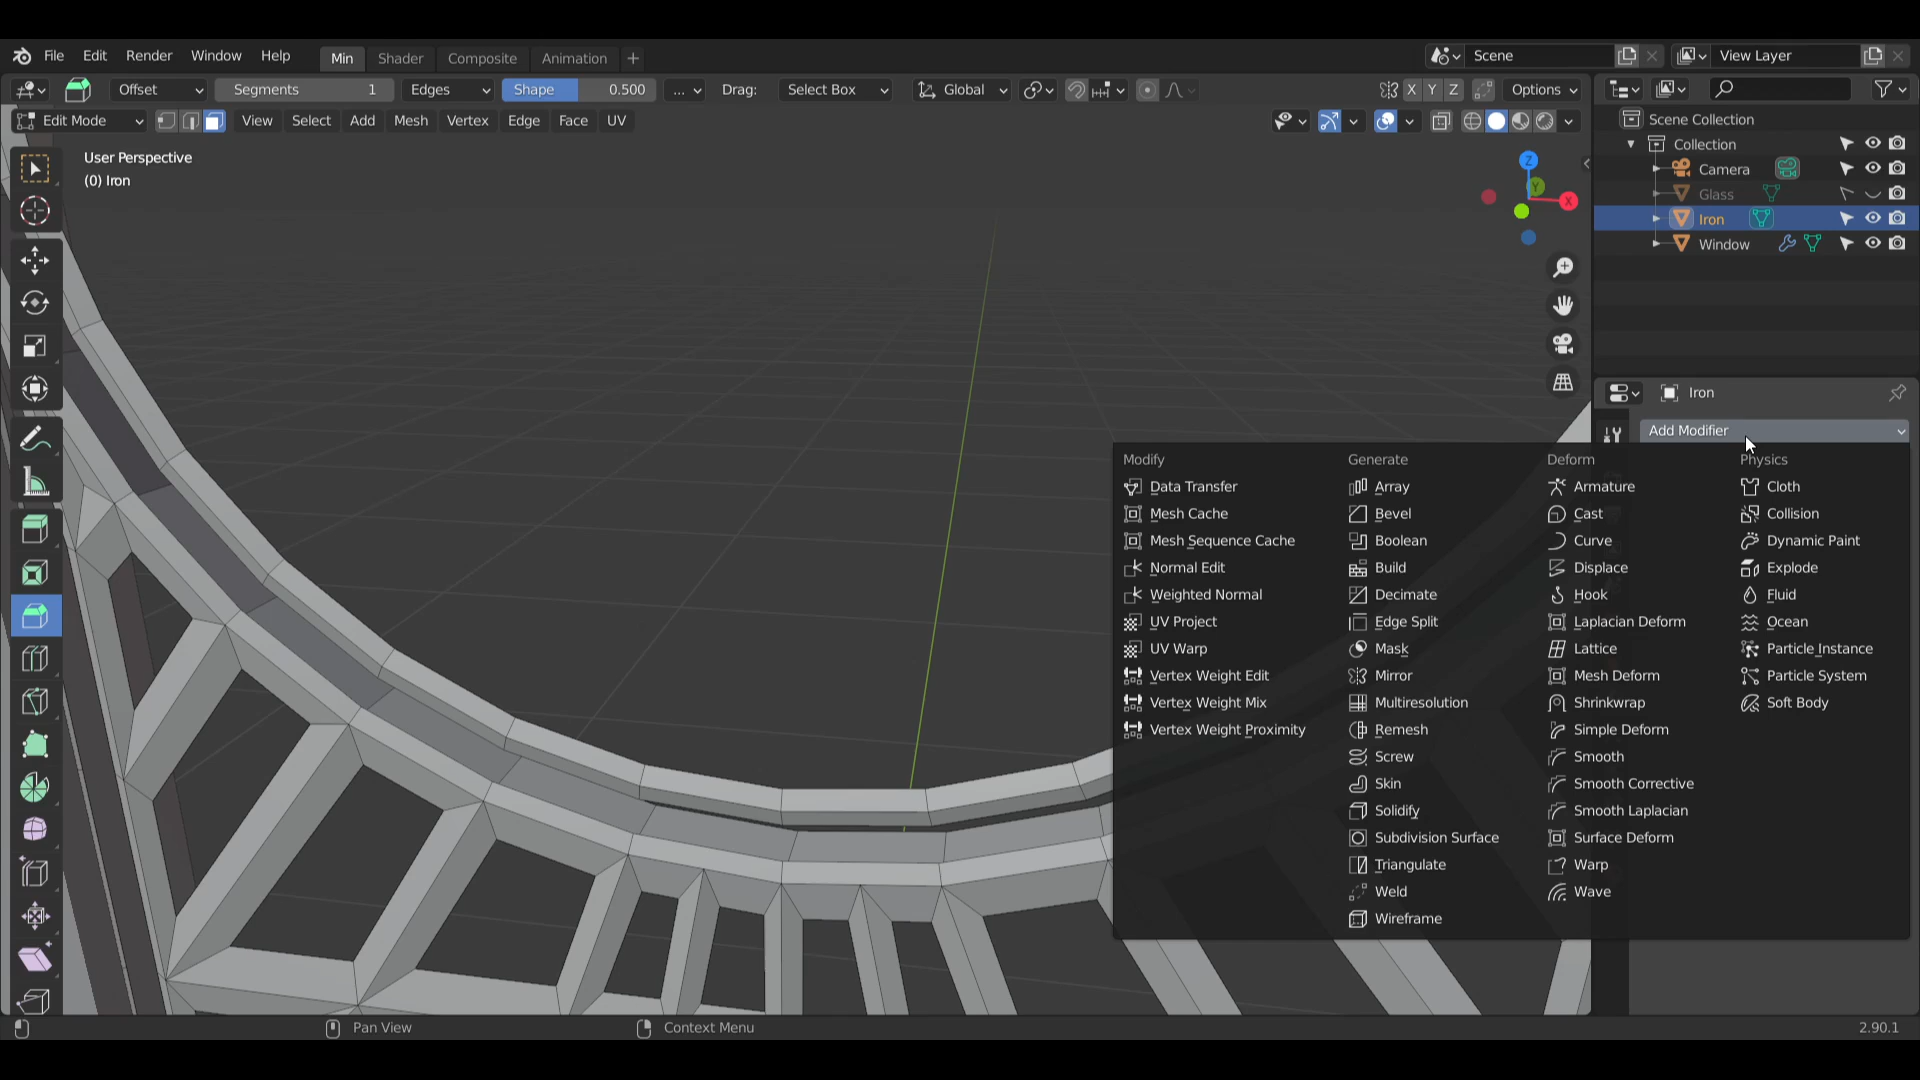 File Edit Render Window Help Min Shader Composite Animation Scene View Layer
Offset Segments 1 Edges Shape 0.500 ... Drag: Select Box Global X Y Z Options
Edit Mode View Select Add Mesh Vertex Edge Face UV
Scene Collection
Collection
Camera
Glass
Iron
Window
User Perspective
(0) Iron
Z
Y
X
Iron
Add Modifier
Modify
Data Transfer
Mesh Cache
Mesh Sequence Cache
Normal Edit
Weighted Normal
UV Project
UV Warp
Vertex Weight Edit
Vertex Weight Mix
Vertex Weight Proximity
Generate
Array
Bevel
Boolean
Build
Decimate
Edge Split
Mask
Mirror
Multiresolution
Remesh
Screw
Skin
Solidify
Subdivision Surface
Triangulate
Weld
Wireframe
Deform
Armature
Cast
Curve
Displace
Hook
Laplacian Deform
Lattice
Mesh Deform
Shrinkwrap
Simple Deform
Smooth
Smooth Corrective
Smooth Laplacian
Surface Deform
Warp
Wave
Physics
Cloth
Collision
Dynamic Paint
Explode
Fluid
Ocean
Particle Instance
Particle System
Soft Body
Pan View Context Menu 2.90.1